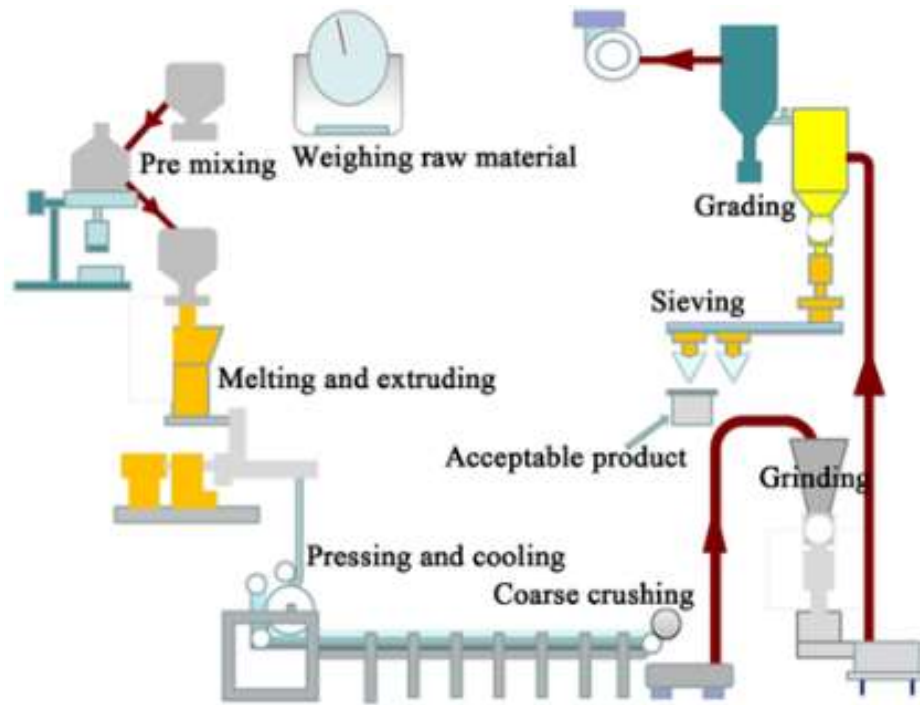 Weighing raw material
Pre mixing
Melting and extruding
Pressing and cooling
Coarse crushing
Grinding
Grading
Sieving
Acceptable product